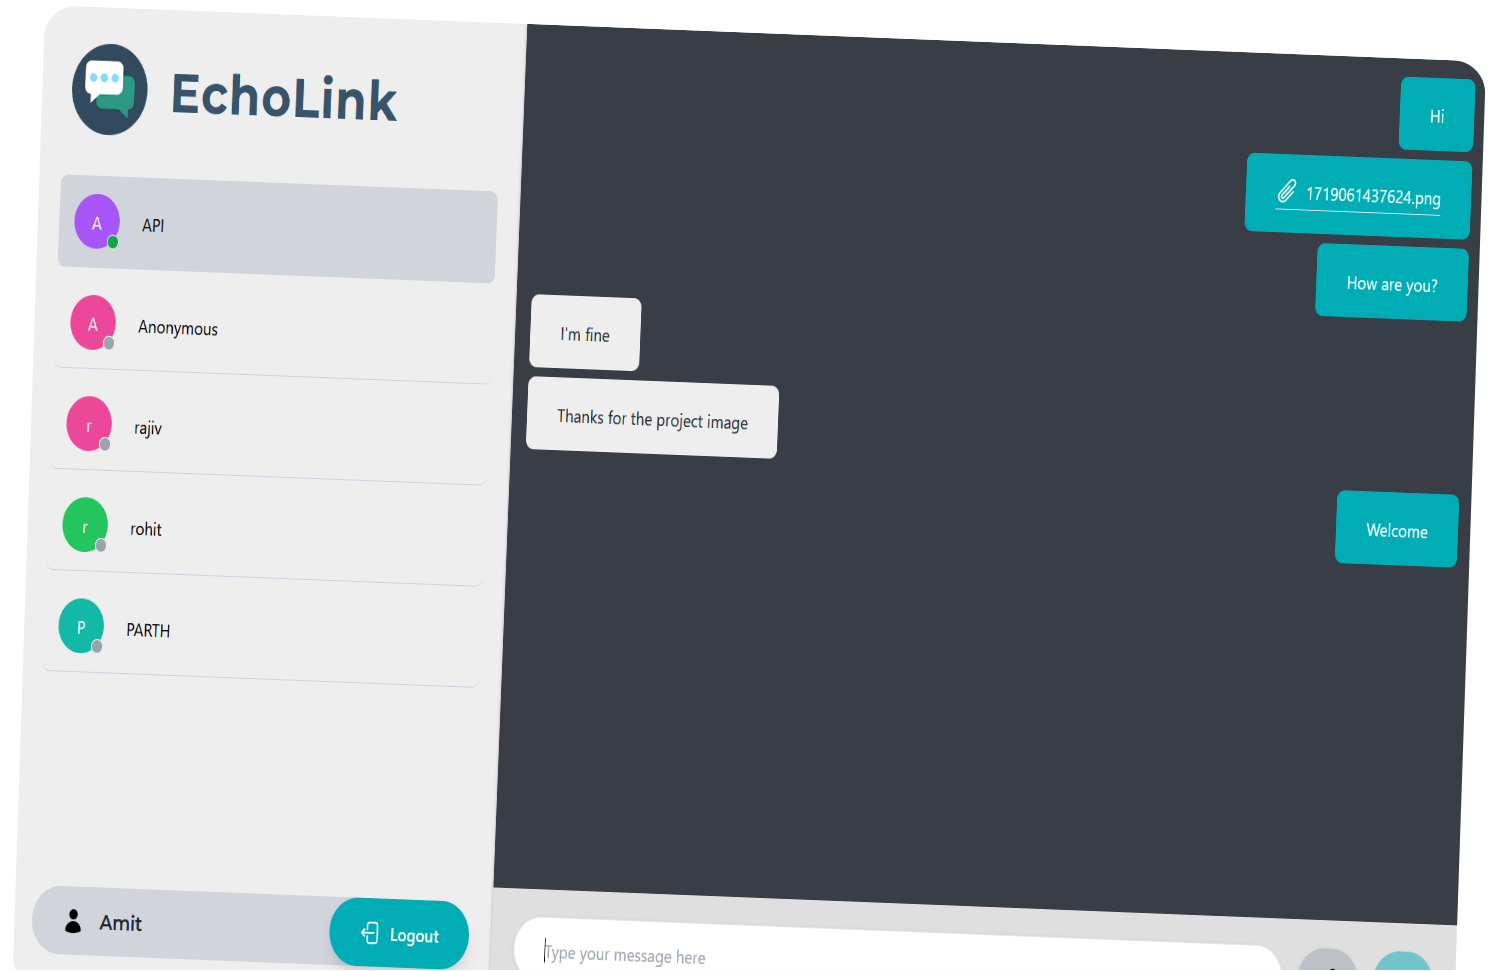 EchoLink
A
API
A
Anonymous
r
rajiv
r
rohit
P
PARTH
Amit
Logout
Hi
1719061437624.png
How are you?
I'm fine
Thanks for the project image
Welcome
Type your message here